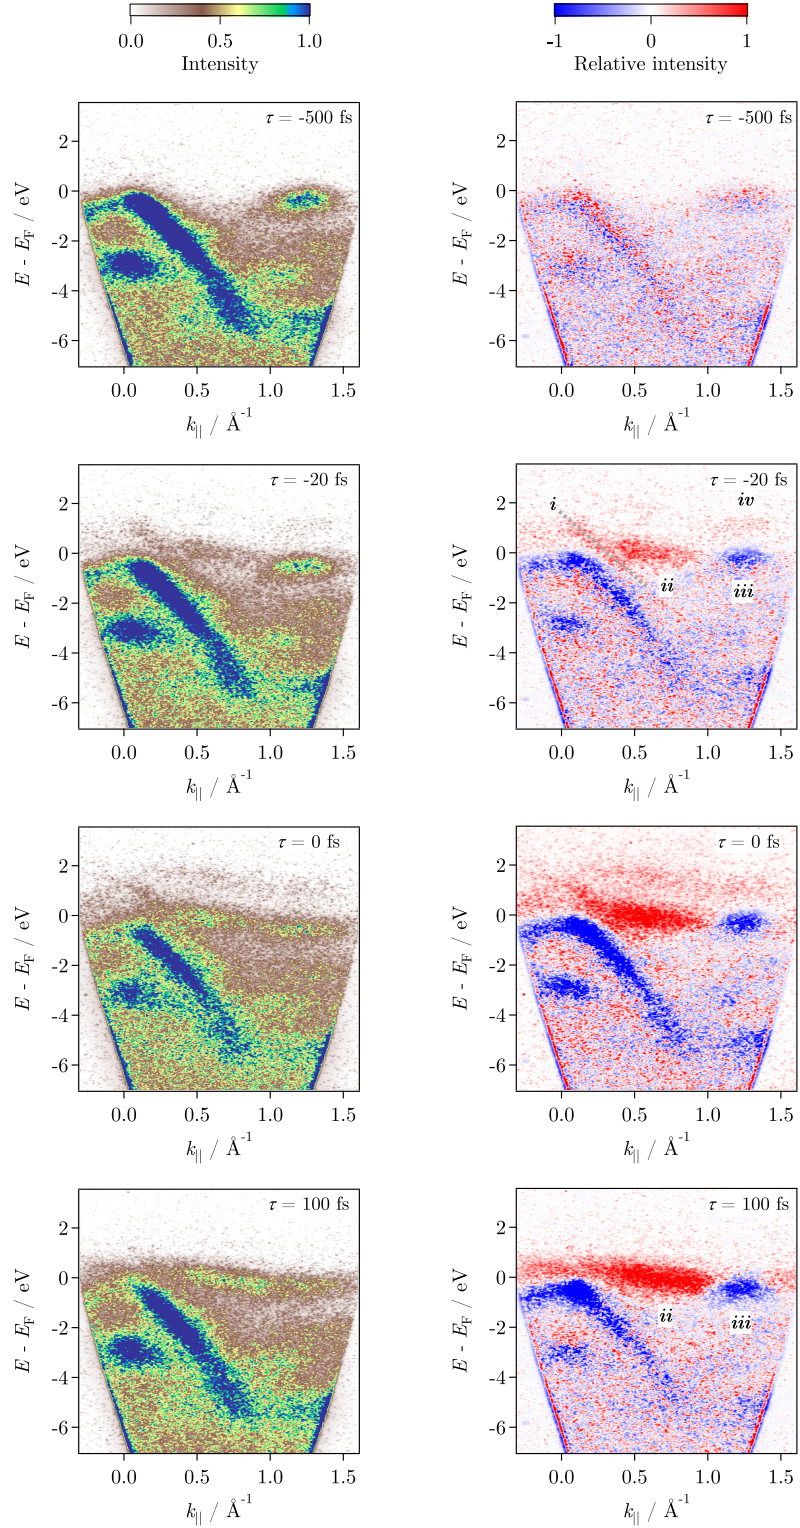 0.0 0.5 1.0
Intensity
-1 0 1
Relative intensity
τ = -500 fs
2
0
-2
-4
-6
E - E_F / eV
0.0 0.5 1.0 1.5
k_|| / Å^-1
τ = -500 fs
2
0
-2
-4
-6
E - E_F / eV
0.0 0.5 1.0 1.5
k_|| / Å^-1
τ = -20 fs
2
0
-2
-4
-6
E - E_F / eV
0.0 0.5 1.0 1.5
k_|| / Å^-1
τ = -20 fs
i
ii
iii
iv
2
0
-2
-4
-6
E - E_F / eV
0.0 0.5 1.0 1.5
k_|| / Å^-1
τ = 0 fs
2
0
-2
-4
-6
E - E_F / eV
0.0 0.5 1.0 1.5
k_|| / Å^-1
τ = 0 fs
2
0
-2
-4
-6
E - E_F / eV
0.0 0.5 1.0 1.5
k_|| / Å^-1
τ = 100 fs
2
0
-2
-4
-6
E - E_F / eV
0.0 0.5 1.0 1.5
k_|| / Å^-1
τ = 100 fs
ii
iii
2
0
-2
-4
-6
E - E_F / eV
0.0 0.5 1.0 1.5
k_|| / Å^-1